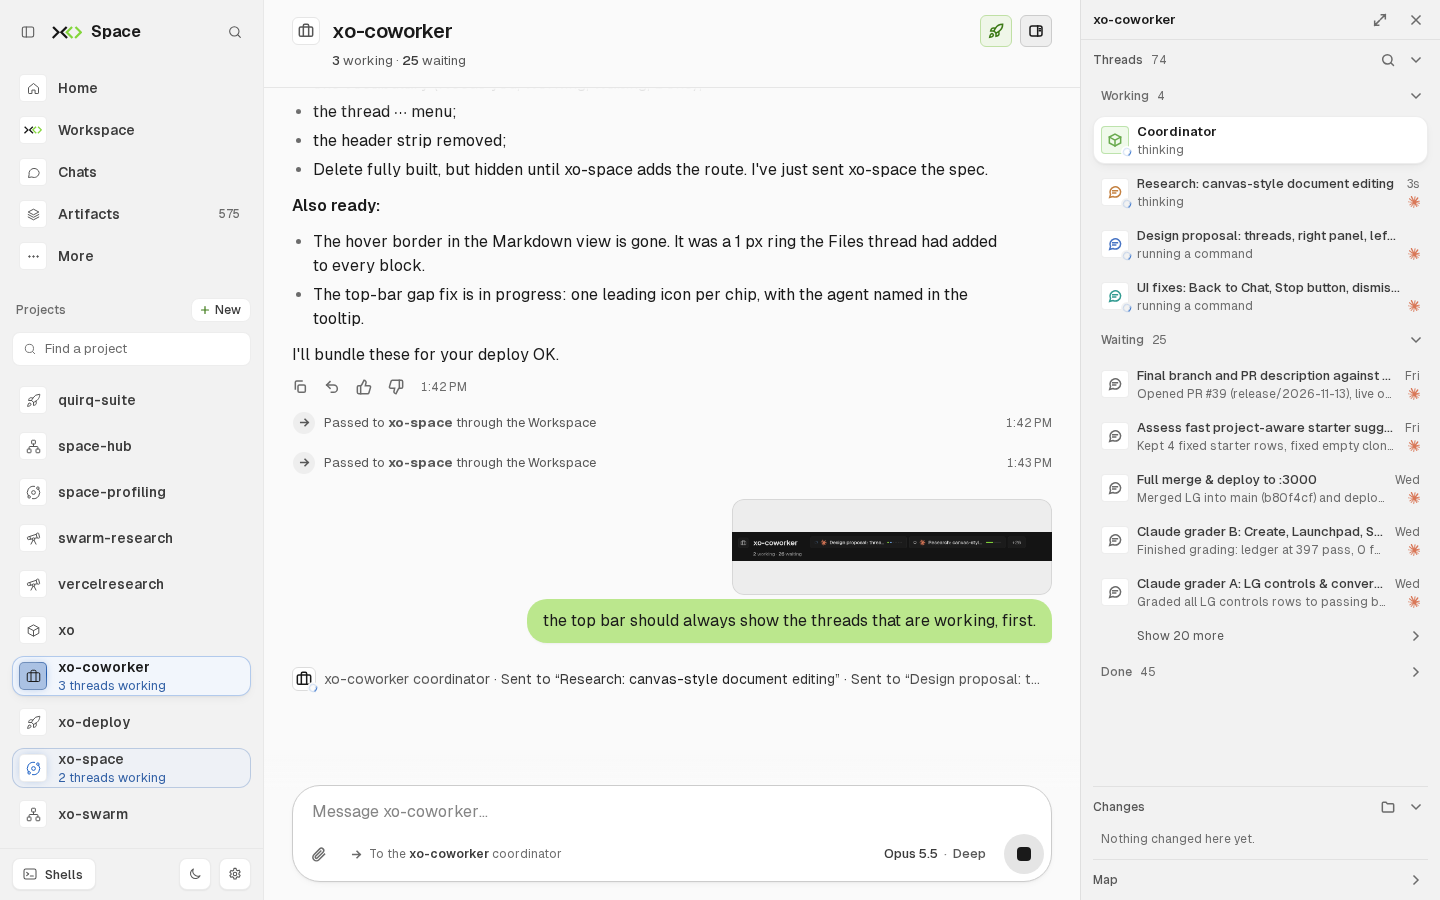 Space
Home
Workspace
Chats
Artifacts 575
More
Projects
+ New
Find a project
quirq-suite
space-hub
space-profiling
swarm-research
vercelresearch
xo
xo-coworker
3 threads working
xo-deploy
xo-space
2 threads working
xo-swarm
Shells
xo-coworker
3 working · 25 waiting
the thread ··· menu;
the header strip removed;
Delete fully built, but hidden until xo-space adds the route. I've just sent xo-space the spec.
Also ready:
The hover border in the Markdown view is gone. It was a 1 px ring the Files thread had added
to every block.
The top-bar gap fix is in progress: one leading icon per chip, with the agent named in the
tooltip.
I'll bundle these for your deploy OK.
1:42 PM
Passed to xo-space through the Workspace 1:42 PM
Passed to xo-space through the Workspace 1:43 PM
xo-coworker
2 working · 26 waiting
Design proposal: threa...
Research: canvas-styl...
+26
the top bar should always show the threads that are working, first.
xo-coworker coordinator · Sent to “Research: canvas-style document editing” · Sent to “Design proposal: t...
Message xo-coworker...
To the xo-coworker coordinator
Opus 5.5 · Deep
xo-coworker
Threads 74
Working 4
Coordinator
thinking
Research: canvas-style document editing 3s
thinking
Design proposal: threads, right panel, lef...
running a command
UI fixes: Back to Chat, Stop button, dismis...
running a command
Waiting 25
Final branch and PR description against ... Fri
Opened PR #39 (release/2026-11-13), live o...
Assess fast project-aware starter sugg... Fri
Kept 4 fixed starter rows, fixed empty clon...
Full merge & deploy to :3000 Wed
Merged LG into main (b80f4cf) and deplo...
Claude grader B: Create, Launchpad, S... Wed
Finished grading: ledger at 397 pass, 0 f...
Claude grader A: LG controls & conver... Wed
Graded all LG controls rows to passing b...
Show 20 more
Done 45
Changes
Nothing changed here yet.
Map